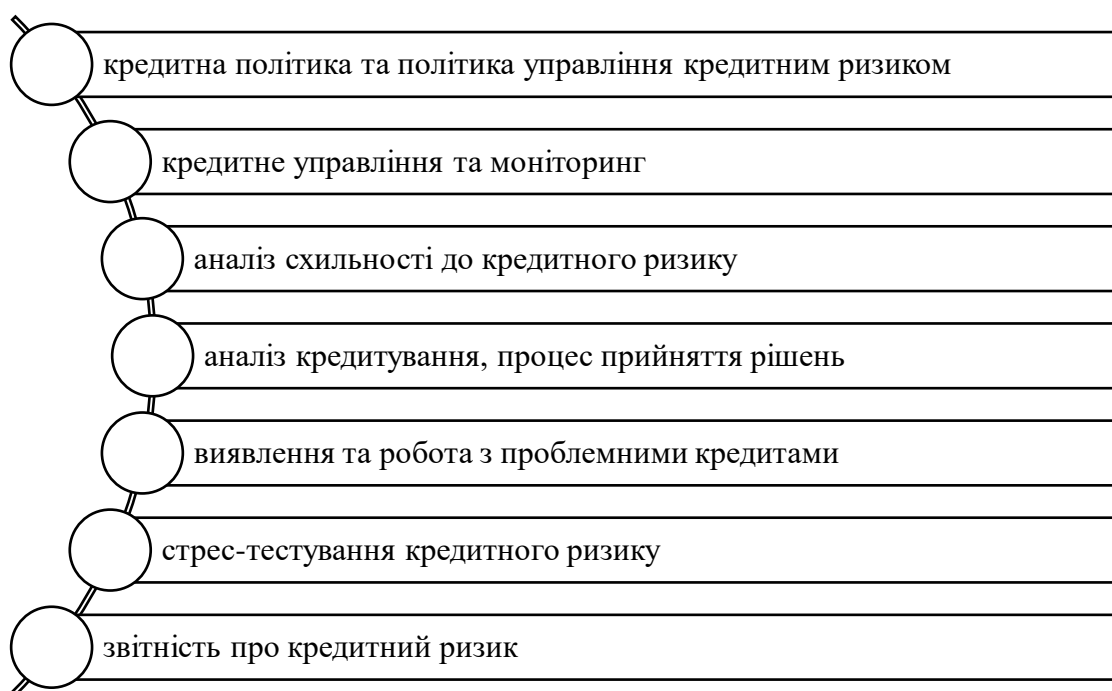 кредитна політика та політика управління кредитним ризиком
кредитне управління та моніторинг
аналіз схильності до кредитного ризику
аналіз кредитування, процес прийняття рішень
виявлення та робота з проблемними кредитами
стрес-тестування кредитного ризику
звітність про кредитний ризик